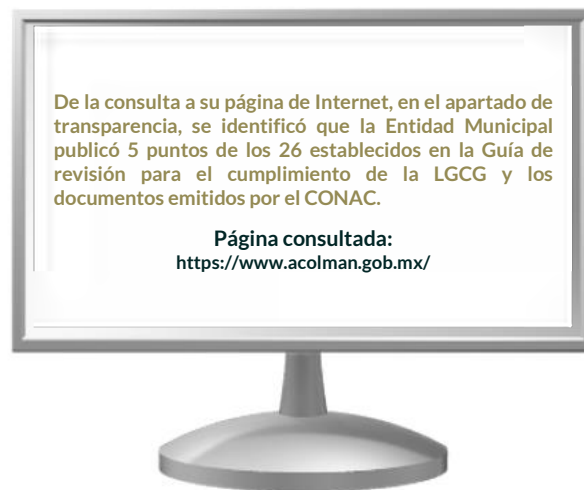 De la consulta a su página de Internet, en el apartado de
transparencia, se identificó que la Entidad Municipal
publicó 5 puntos de los 26 establecidos en la Guía de
revisión para el cumplimiento de la LGCG y los
documentos emitidos por el CONAC.
Página consultada:
https://www.acolman.gob.mx/